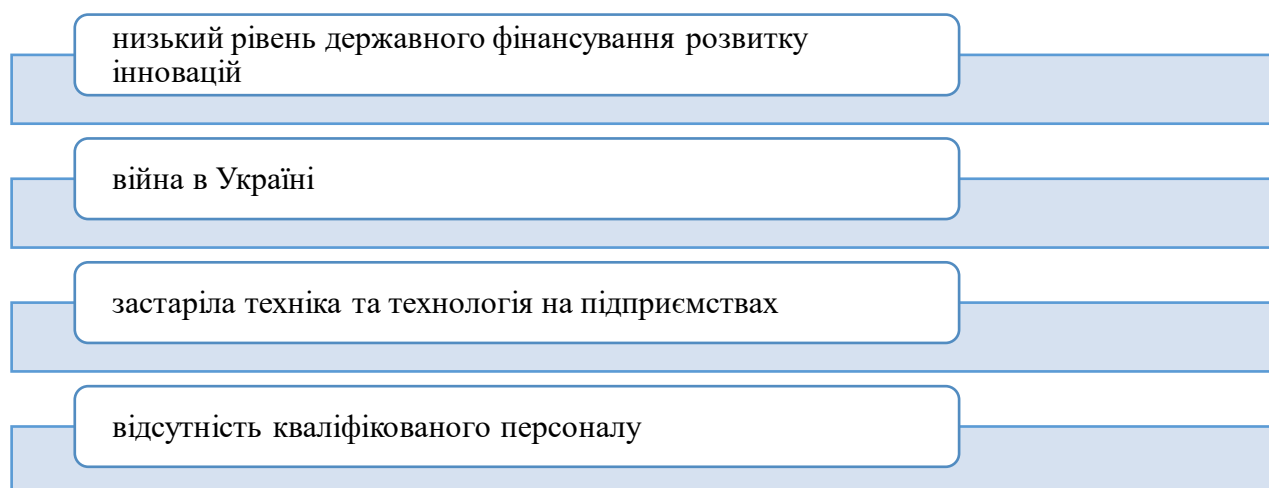 низький рівень державного фінансування розвитку
інновацій
війна в Україні
застаріла техніка та технологія на підприємствах
відсутність кваліфікованого персоналу